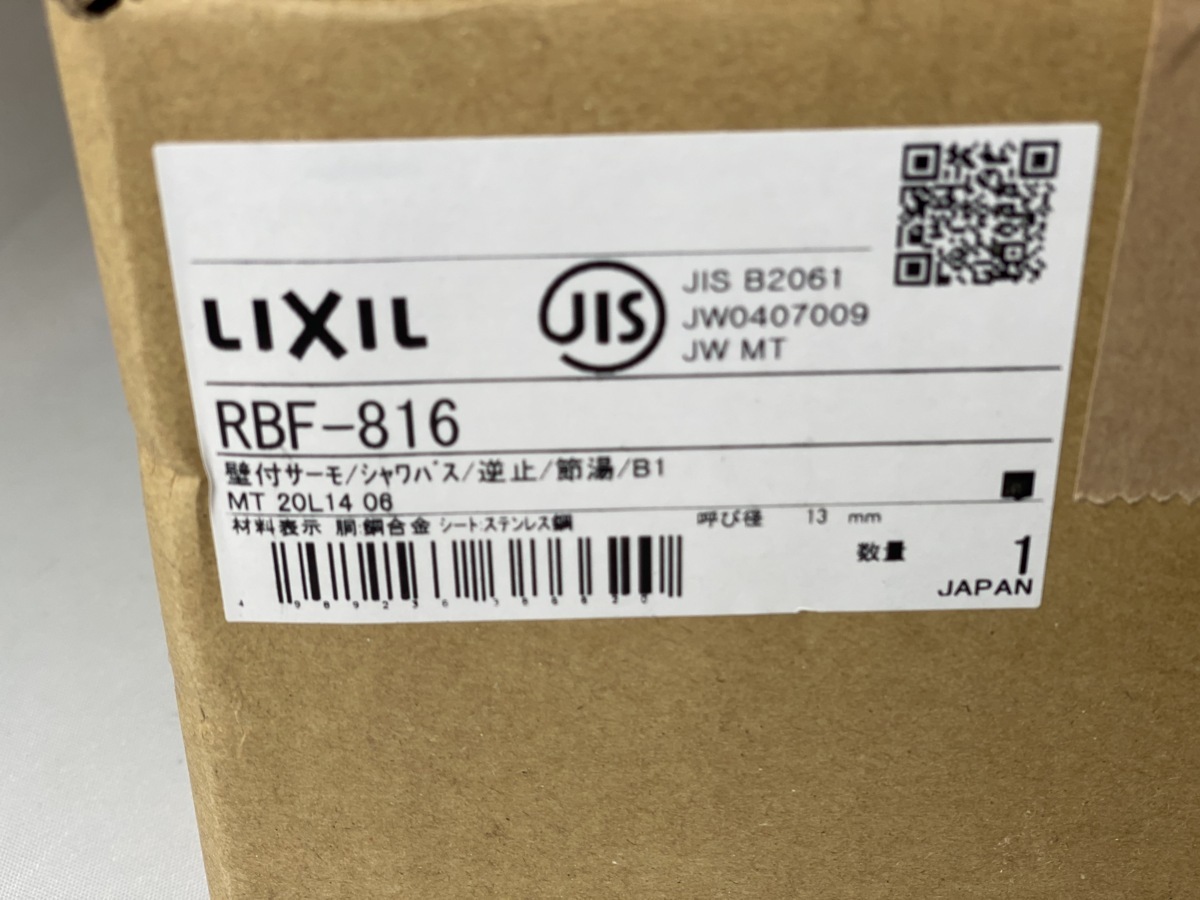 LIXIL
JIS
JIS B2061
JW0407009
JW MT
RBF-816
壁付サーモ/シャワバス/逆止/節湯/B1
MT 20L14 06
材料表示 胴:銅合金 シート:ステンレス鋼 呼び径 13 mm
数量 1
JAPAN